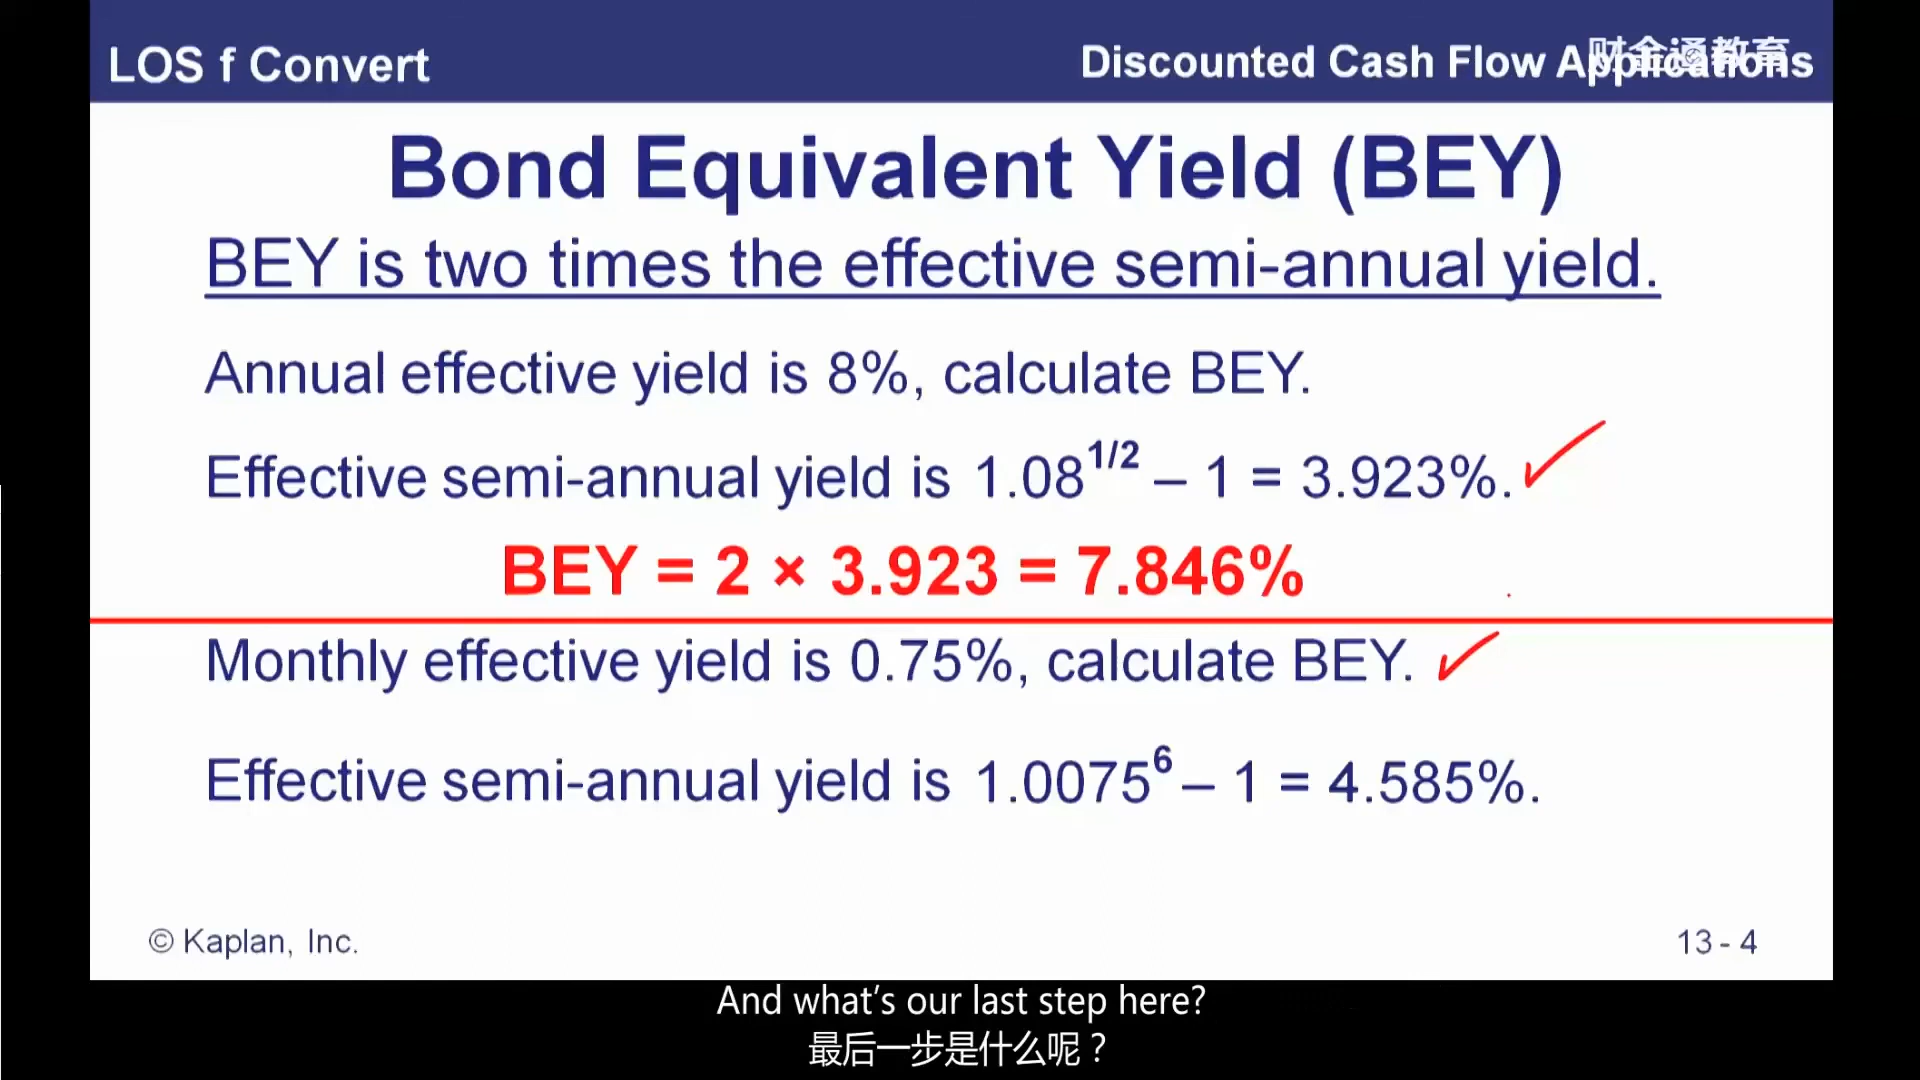 LOS f Convert
Discounted Cash Flow Applications
财金通教育
Bond Equivalent Yield (BEY)
BEY is two times the effective semi-annual yield.
Annual effective yield is 8%, calculate BEY.
Effective semi-annual yield is 1.08^1/2 – 1 = 3.923%.
BEY = 2 × 3.923 = 7.846%
Monthly effective yield is 0.75%, calculate BEY.
Effective semi-annual yield is 1.0075^6 – 1 = 4.585%.
© Kaplan, Inc.
13 - 4
And what's our last step here?
最后一步是什么呢？